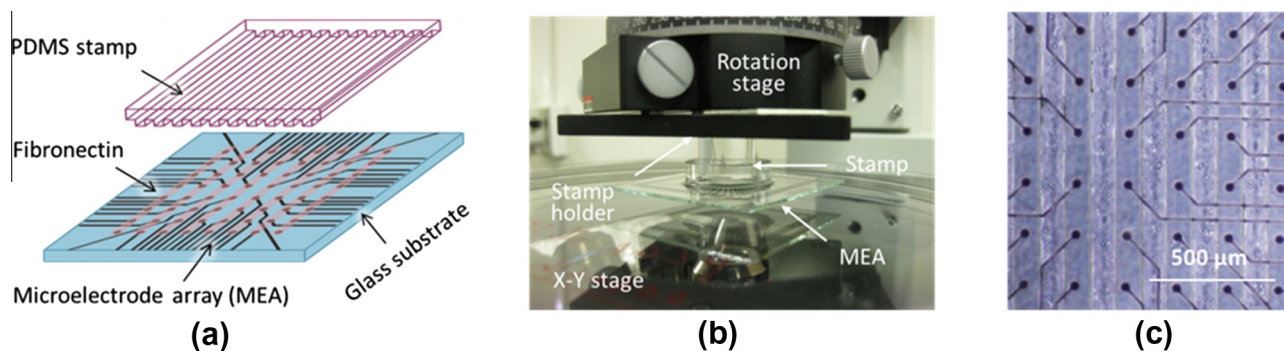 PDMS stamp
Fibronectin
Microelectrode array (MEA)
Glass substrate
(a)
Rotation
stage
Stamp
Stamp
holder
MEA
X-Y stage
(b)
500 µm
(c)